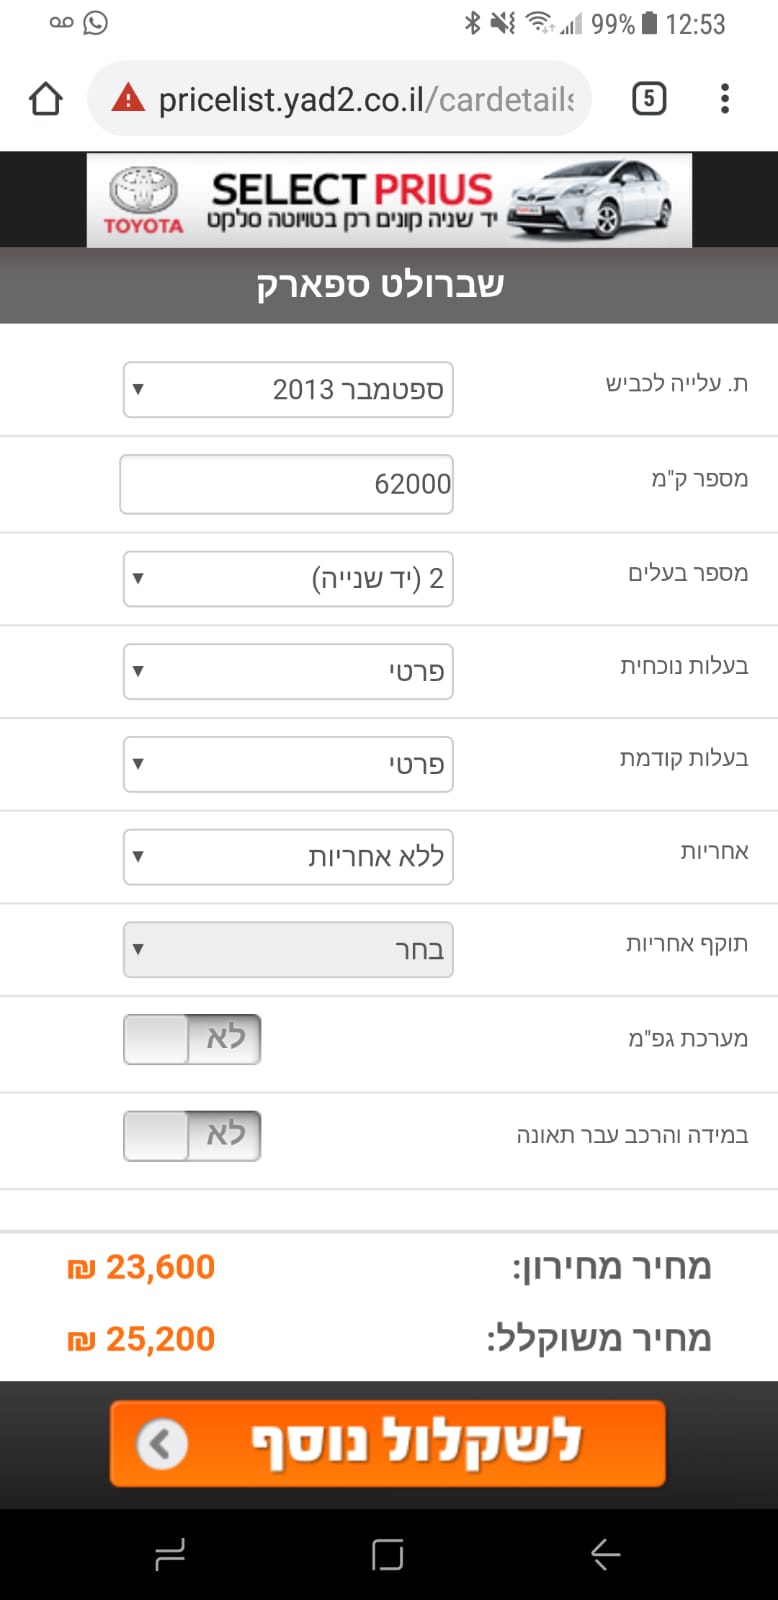 99% 12:53
pricelist.yad2.co.il/cardetails
5
TOYOTA
SELECT PRIUS
יד שניה קונים רק בטויוטה סלקט
שברולט ספארק
ת. עלייה לכביש
ספטמבר 2013
מספר ק"מ
62000
מספר בעלים
2 (יד שנייה)
בעלות נוכחית
פרטי
בעלות קודמת
פרטי
אחריות
ללא אחריות
תוקף אחריות
בחר
מערכת גפ"מ
לא
במידה והרכב עבר תאונה
לא
מחיר מחירון:
23,600 ₪
מחיר משוקלל:
25,200 ₪
לשקלול נוסף